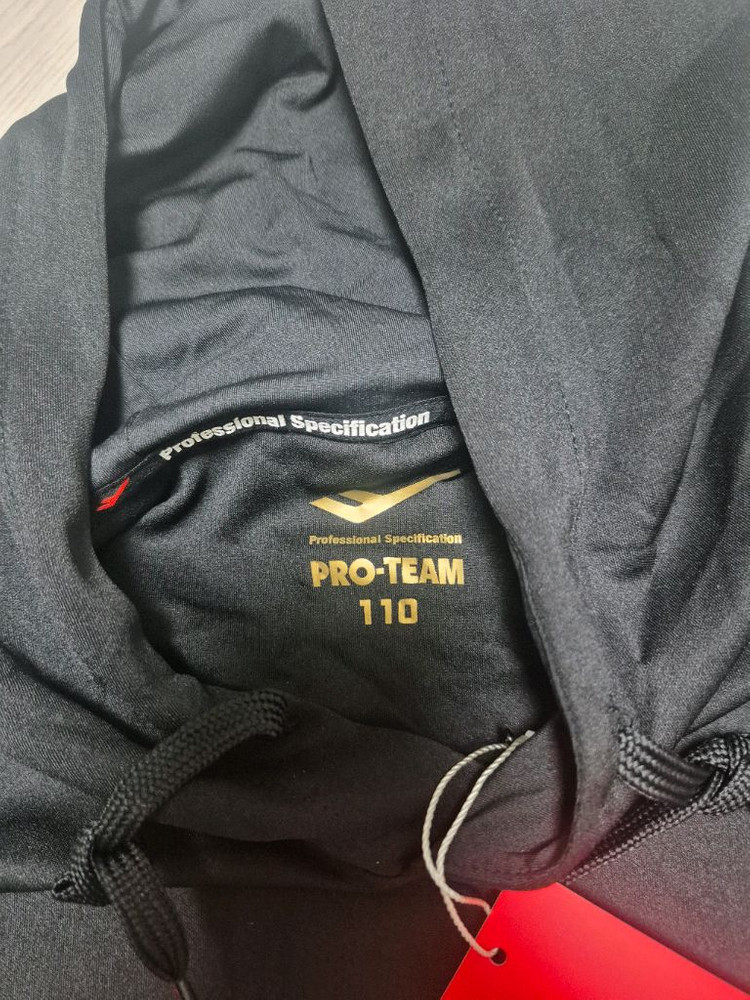 Professional Specification
Professional Specification
PRO-TEAM
110